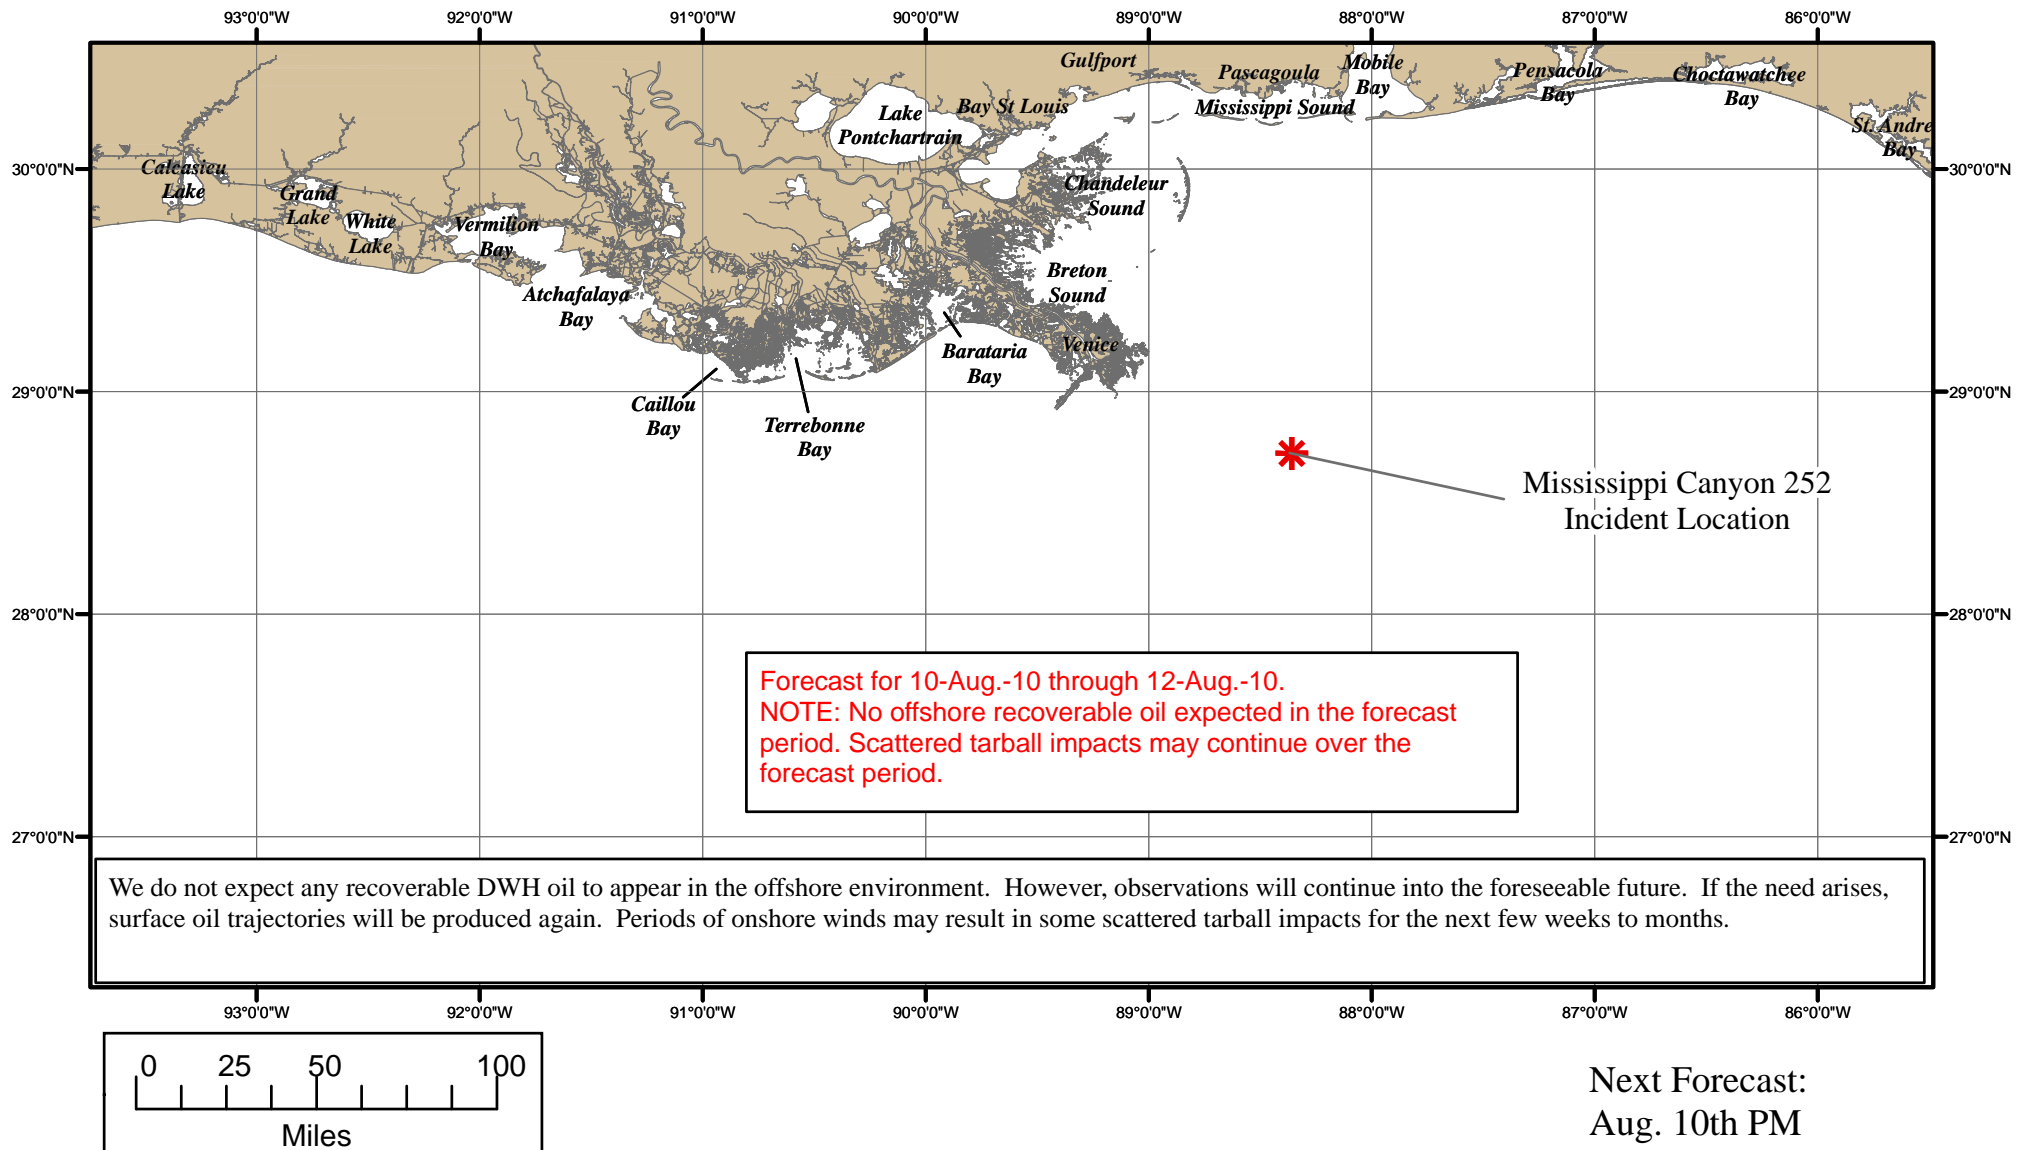 93°0'0"W 92°0'0"W 91°0'0"W 90°0'0"W 89°0'0"W 88°0'0"W 87°0'0"W 86°0'0"W
Gulfport
Pascagoula
Mobile
Bay
Pensacola
Bay
Choctawatchee
Bay
Mississippi Sound
Bay St Louis
Lake
Pontchartrain
St. Andre
Bay
30°0'0"N
30°0'0"N
Calcasieu
Lake
Grand
Lake
White
Lake
Vermilion
Bay
Chandeleur
Sound
Atchafalaya
Bay
Breton
Sound
Venice
Barataria
Bay
29°0'0"N
29°0'0"N
Caillou
Bay
Terrebonne
Bay
Mississippi Canyon 252
Incident Location
28°0'0"N
28°0'0"N
Forecast for 10-Aug.-10 through 12-Aug.-10.
NOTE: No offshore recoverable oil expected in the forecast
period. Scattered tarball impacts may continue over the
forecast period.
27°0'0"N
27°0'0"N
We do not expect any recoverable DWH oil to appear in the offshore environment.  However, observations will continue into the foreseeable future.  If the need arises,
surface oil trajectories will be produced again.  Periods of onshore winds may result in some scattered tarball impacts for the next few weeks to months.
93°0'0"W 92°0'0"W 91°0'0"W 90°0'0"W 89°0'0"W 88°0'0"W 87°0'0"W 86°0'0"W
0 25 50 100
Miles
Next Forecast:
Aug. 10th PM